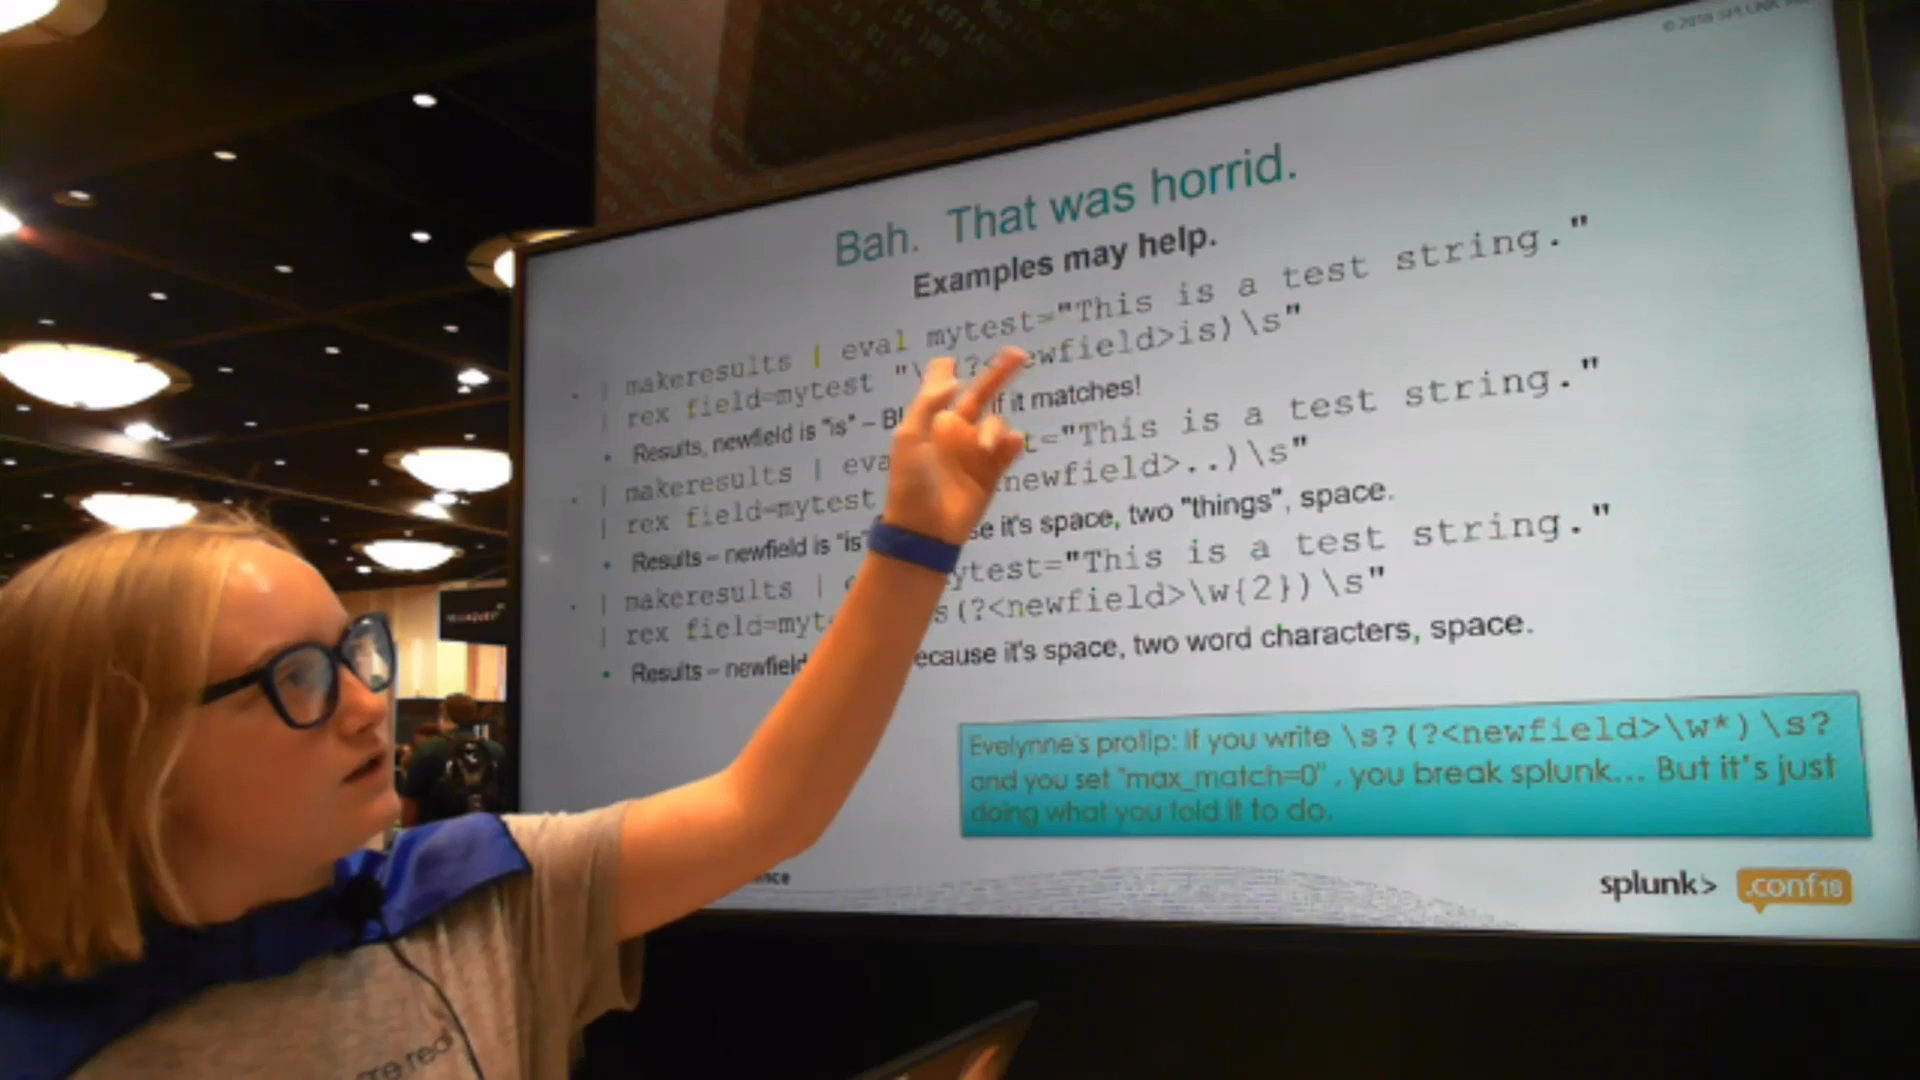 Bah. That was horrid.
Examples may help.
| makeresults | eval mytest="This is a test string."
| rex field=mytest "\ (?< ewfield>is)\s"
Results, newfield is "is" – if it matches!
| makeresults | eva t="This is a test string."
| rex field=mytest newfield>..)\s"
Results – newfield is "is" se it's space, two "things", space.
| makeresults | ytest="This is a test string."
| rex field=myt s(?<newfield>\w{2})\s"
Results – newfield ecause it's space, two word characters, space.
Evelynne's protip: If you write \s?(?<newfield>\w*)\s?
and you set "max_match=0" , you break splunk... But it's just
doing what you told it to do.
splunk> .conf18